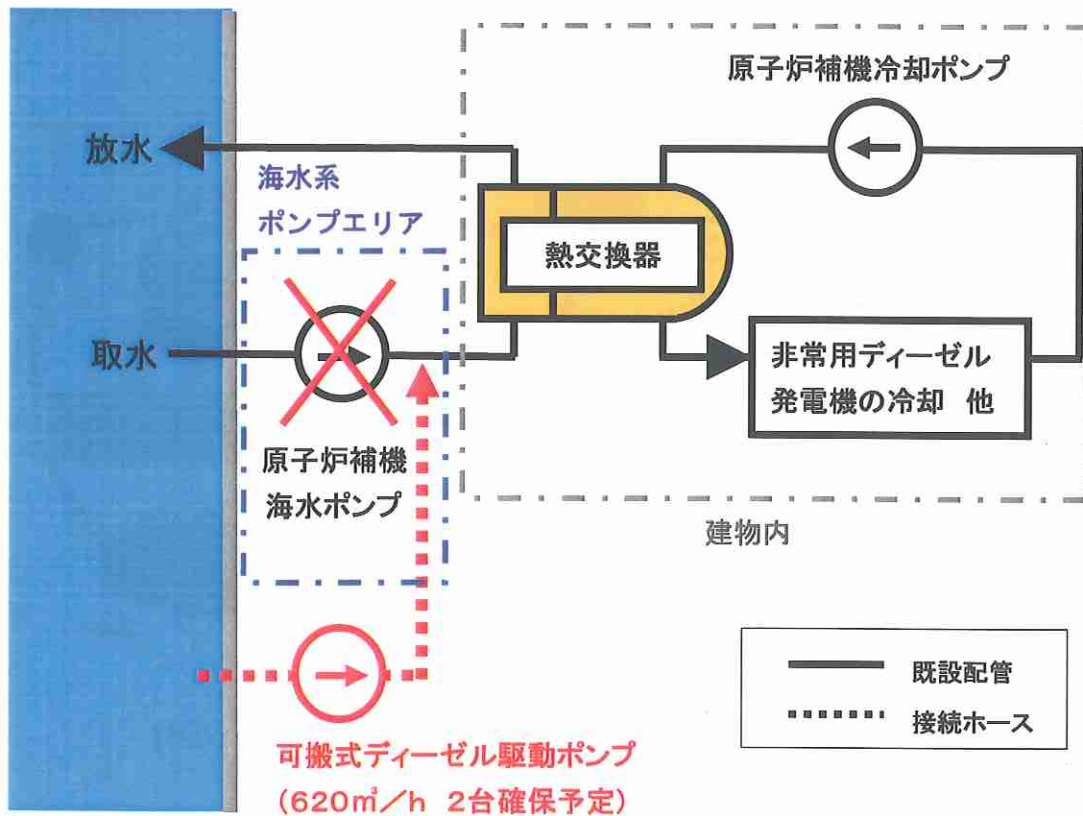 原子炉補機冷却ポンプ
放水
海水系
ポンプエリア
熱交換器
取水
非常用ディーゼル
発電機の冷却 他
原子炉補機
海水ポンプ
建物内
既設配管
接続ホース
可搬式ディーゼル駆動ポンプ
(620㎥/h 2台確保予定)